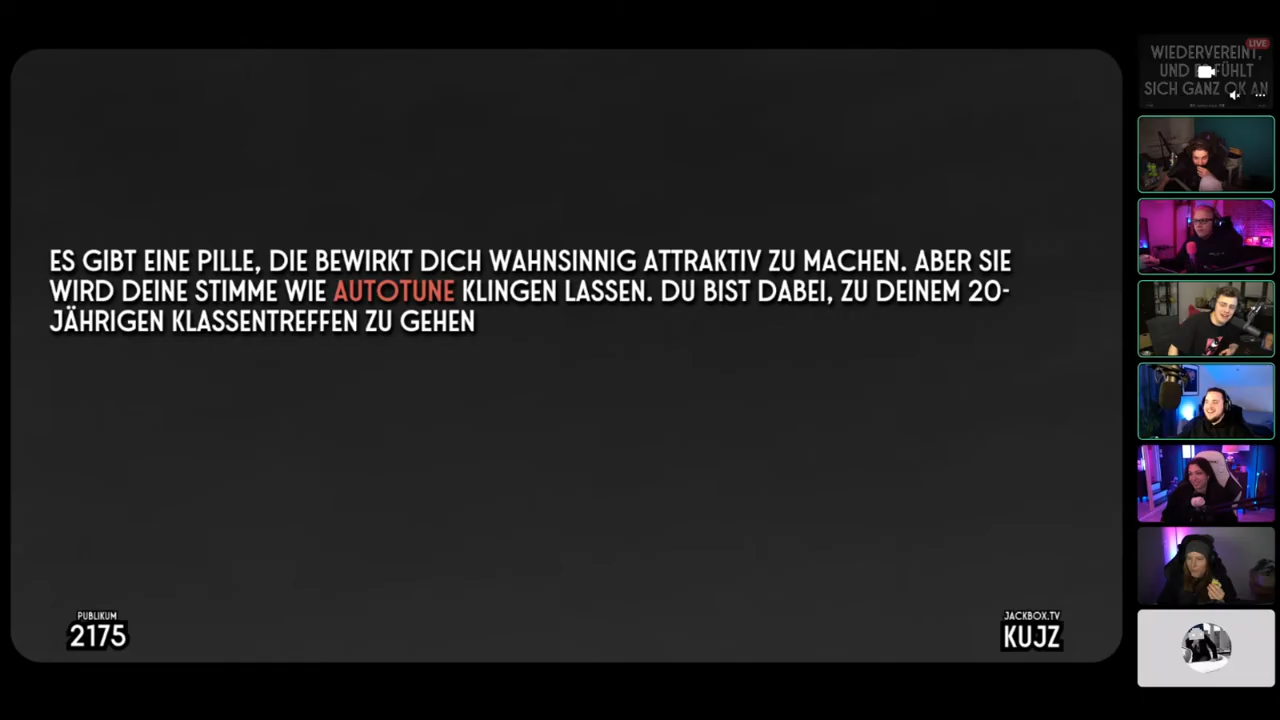 ES GIBT EINE PILLE, DIE BEWIRKT DICH WAHNSINNIG ATTRAKTIV ZU MACHEN. ABER SIE
WIRD DEINE STIMME WIE AUTOTUNE KLINGEN LASSEN. DU BIST DABEI, ZU DEINEM 20-
JÄHRIGEN KLASSENTREFFEN ZU GEHEN
PUBLIKUM
2175
JACKBOX.TV
KUJZ
LIVE
WIEDERVEREINT,
UND ES FÜHLT
SICH GANZ OK AN